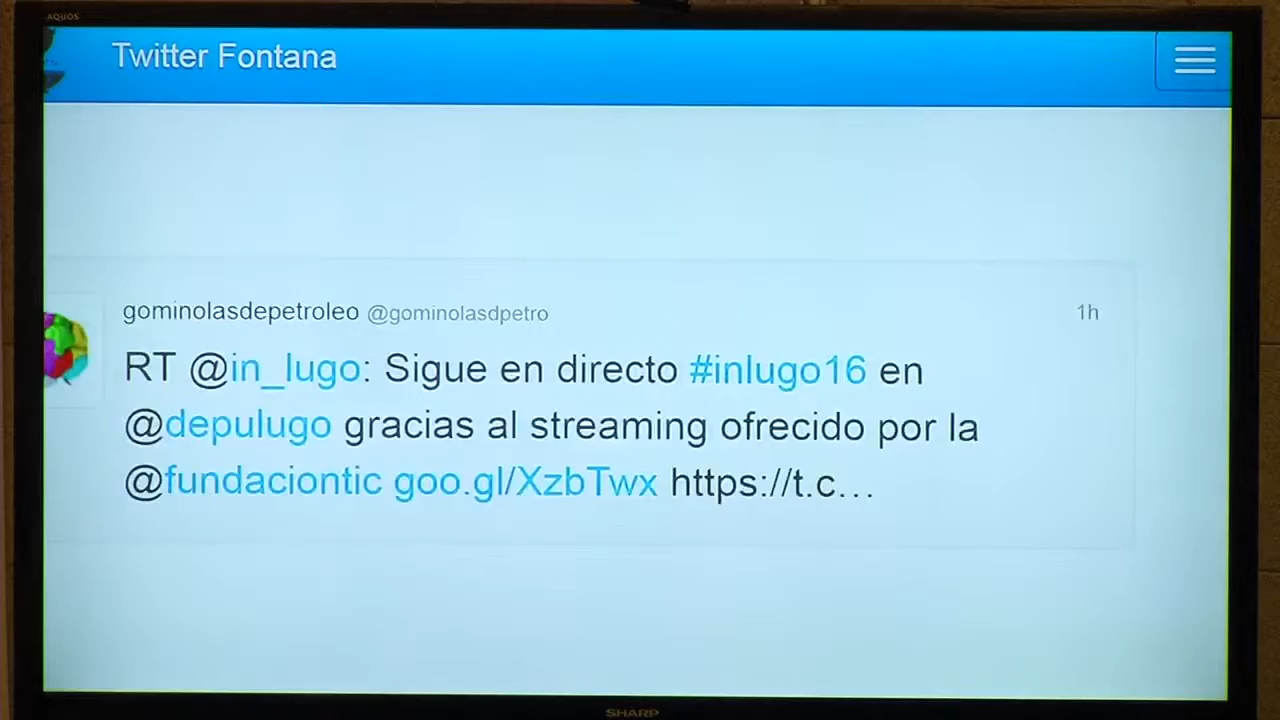 AQUOS
Twitter Fontana
gominolasdepetroleo @gominolasdpetro 1h
RT @in_lugo: Sigue en directo #inlugo16 en
@depulugo gracias al streaming ofrecido por la
@fundaciontic goo.gl/XzbTwx https://t.c…
SHARP